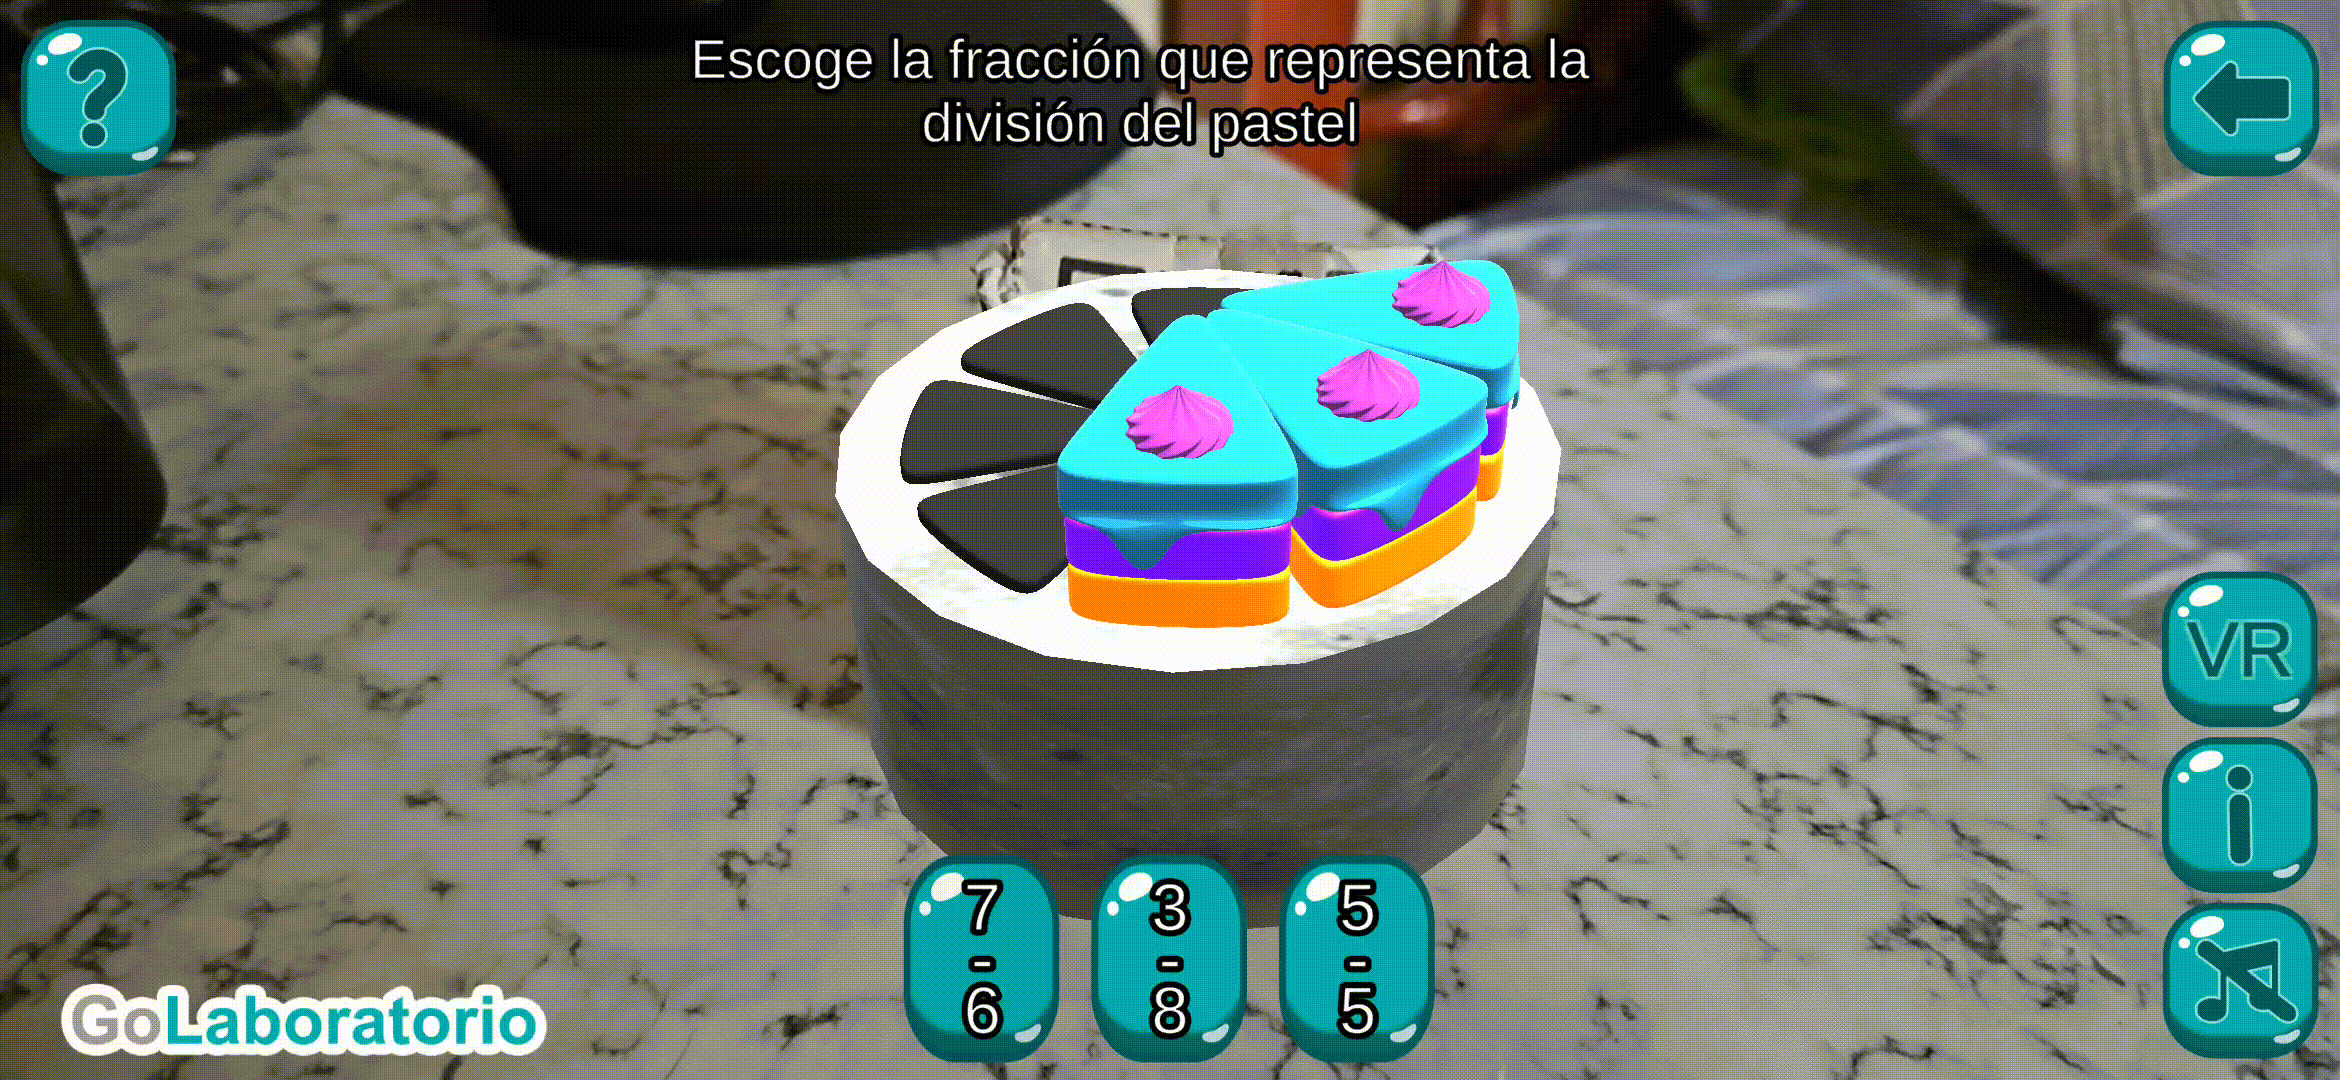 ?
Escoge la fracción que representa la
división del pastel
VR
i
7
-
6
3
-
8
5
-
5
GoLaboratorio